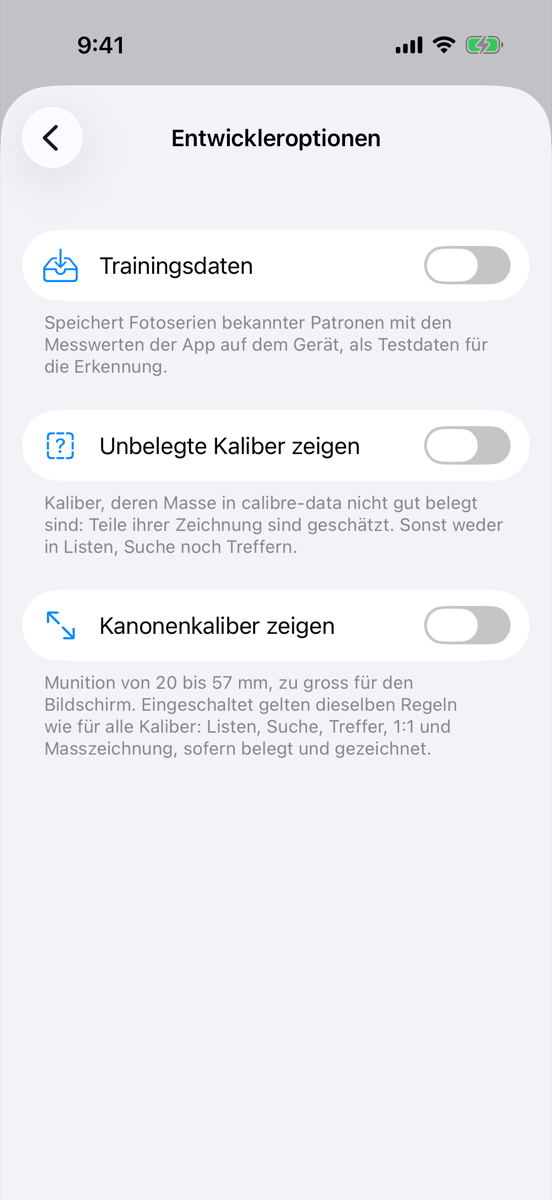 9:41
Entwickleroptionen
Trainingsdaten
Speichert Fotoserien bekannter Patronen mit den
Messwerten der App auf dem Gerät, als Testdaten für
die Erkennung.
Unbelegte Kaliber zeigen
Kaliber, deren Masse in calibre-data nicht gut belegt
sind: Teile ihrer Zeichnung sind geschätzt. Sonst weder
in Listen, Suche noch Treffern.
Kanonenkaliber zeigen
Munition von 20 bis 57 mm, zu gross für den
Bildschirm. Eingeschaltet gelten dieselben Regeln
wie für alle Kaliber: Listen, Suche, Treffer, 1:1 und
Masszeichnung, sofern belegt und gezeichnet.